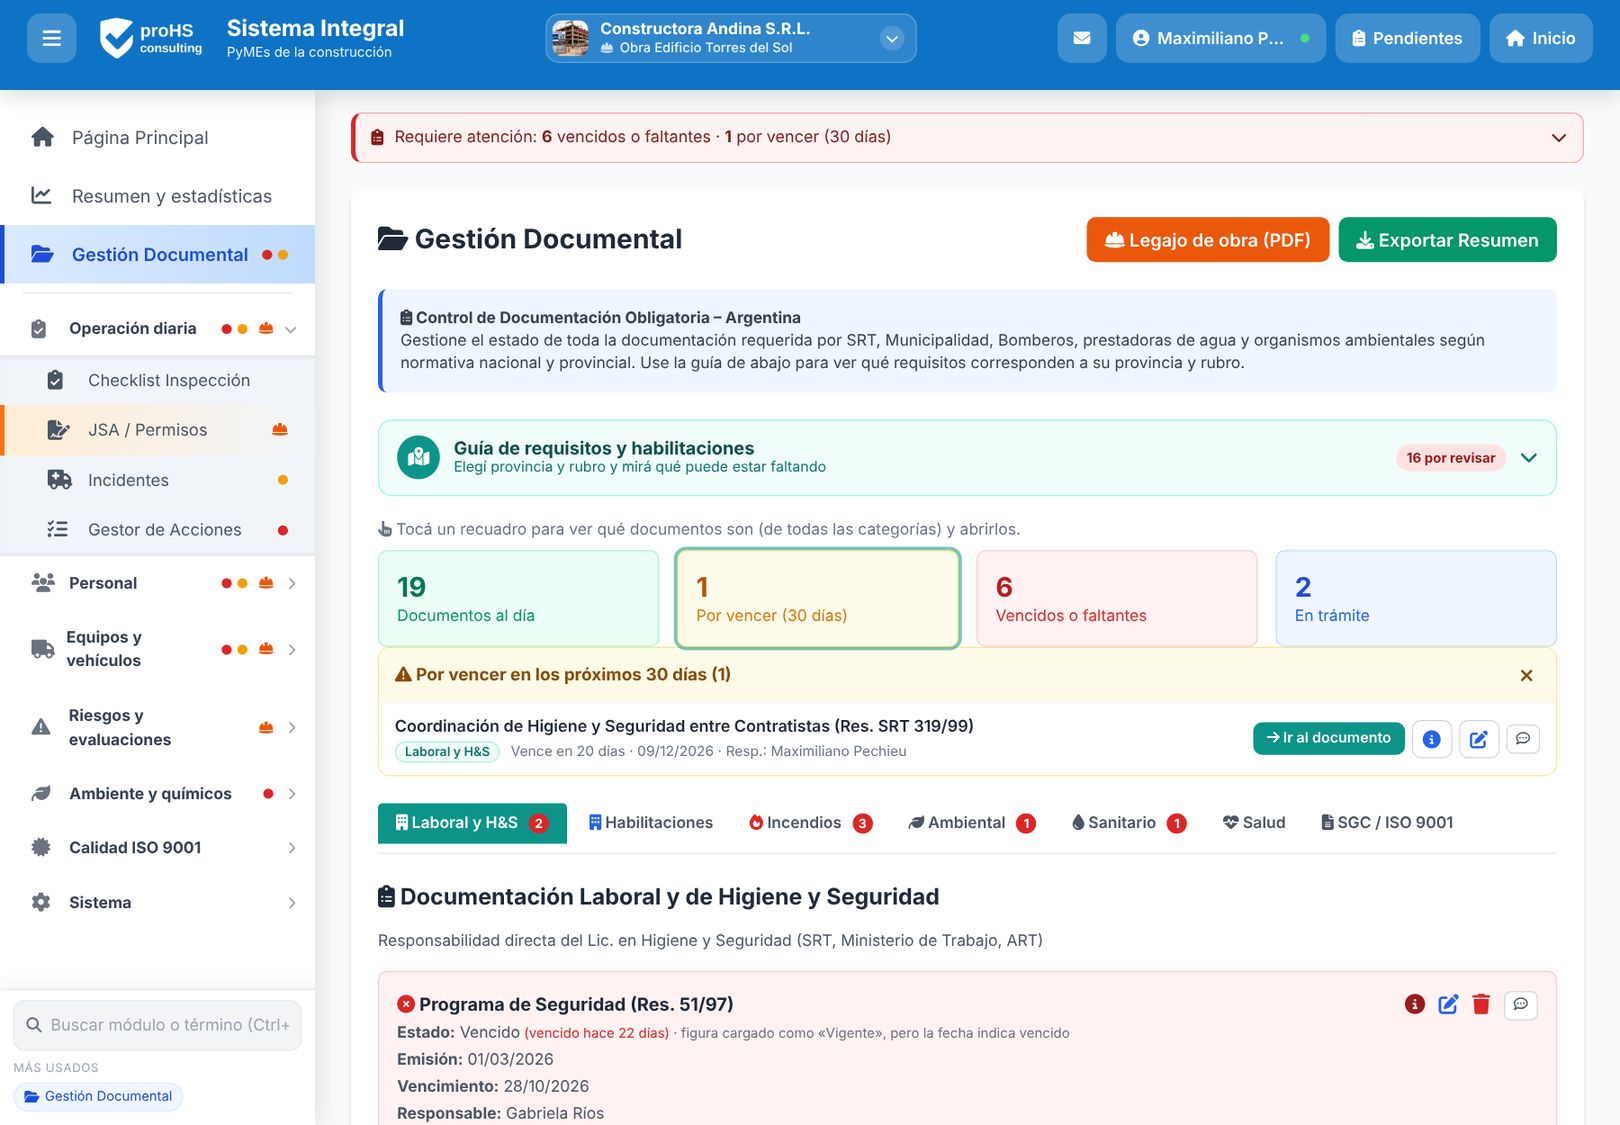 proHS
consulting
Sistema Integral
PyMEs de la construcción
Constructora Andina S.R.L.
Obra Edificio Torres del Sol
Maximiliano P...
Pendientes
Inicio
Página Principal
Resumen y estadísticas
Gestión Documental
Operación diaria
Checklist Inspección
JSA / Permisos
Incidentes
Gestor de Acciones
Personal
Equipos y
vehículos
Riesgos y
evaluaciones
Ambiente y químicos
Calidad ISO 9001
Sistema
Buscar módulo o término (Ctrl+
MÁS USADOS
Gestión Documental
Requiere atención: 6 vencidos o faltantes · 1 por vencer (30 días)
Gestión Documental
Legajo de obra (PDF)
Exportar Resumen
Control de Documentación Obligatoria – Argentina
Gestione el estado de toda la documentación requerida por SRT, Municipalidad, Bomberos, prestadoras de agua y organismos ambientales según
normativa nacional y provincial. Use la guía de abajo para ver qué requisitos corresponden a su provincia y rubro.
Guía de requisitos y habilitaciones
Elegí provincia y rubro y mirá qué puede estar faltando
16 por revisar
Tocá un recuadro para ver qué documentos son (de todas las categorías) y abrirlos.
19
Documentos al día
1
Por vencer (30 días)
6
Vencidos o faltantes
2
En trámite
Por vencer en los próximos 30 días (1)
Coordinación de Higiene y Seguridad entre Contratistas (Res. SRT 319/99)
Laboral y H&S
Vence en 20 días · 09/12/2026 · Resp.: Maximiliano Pechieu
Ir al documento
Laboral y H&S 2
Habilitaciones
Incendios 3
Ambiental 1
Sanitario 1
Salud
SGC / ISO 9001
Documentación Laboral y de Higiene y Seguridad
Responsabilidad directa del Lic. en Higiene y Seguridad (SRT, Ministerio de Trabajo, ART)
Programa de Seguridad (Res. 51/97)
Estado: Vencido (vencido hace 22 días) · figura cargado como «Vigente», pero la fecha indica vencido
Emisión: 01/03/2026
Vencimiento: 28/10/2026
Responsable: Gabriela Ríos